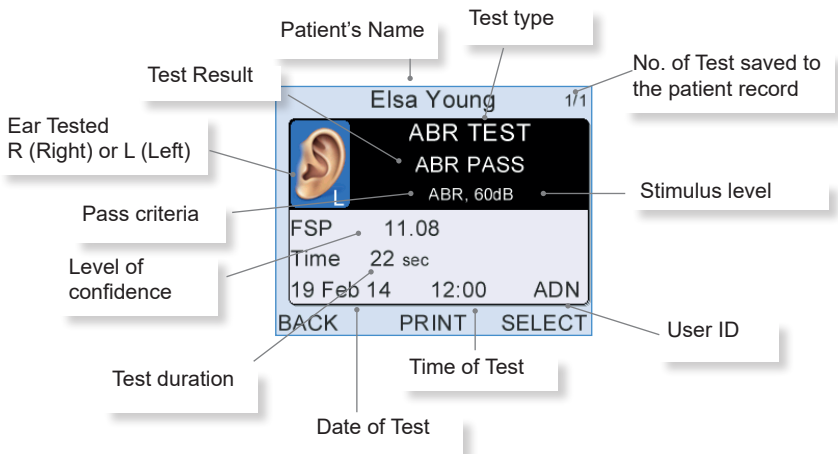 Patient's Name
Test type
Test Result
No. of Test saved to
the patient record
Ear Tested
R (Right) or L (Left)
Elsa Young 1/1
ABR TEST
ABR PASS
ABR, 60dB
L
Stimulus level
Pass criteria
FSP 11.08
Time 22 sec
19 Feb 14 12:00 ADN
BACK PRINT SELECT
Level of
confidence
User ID
Test duration
Time of Test
Date of Test